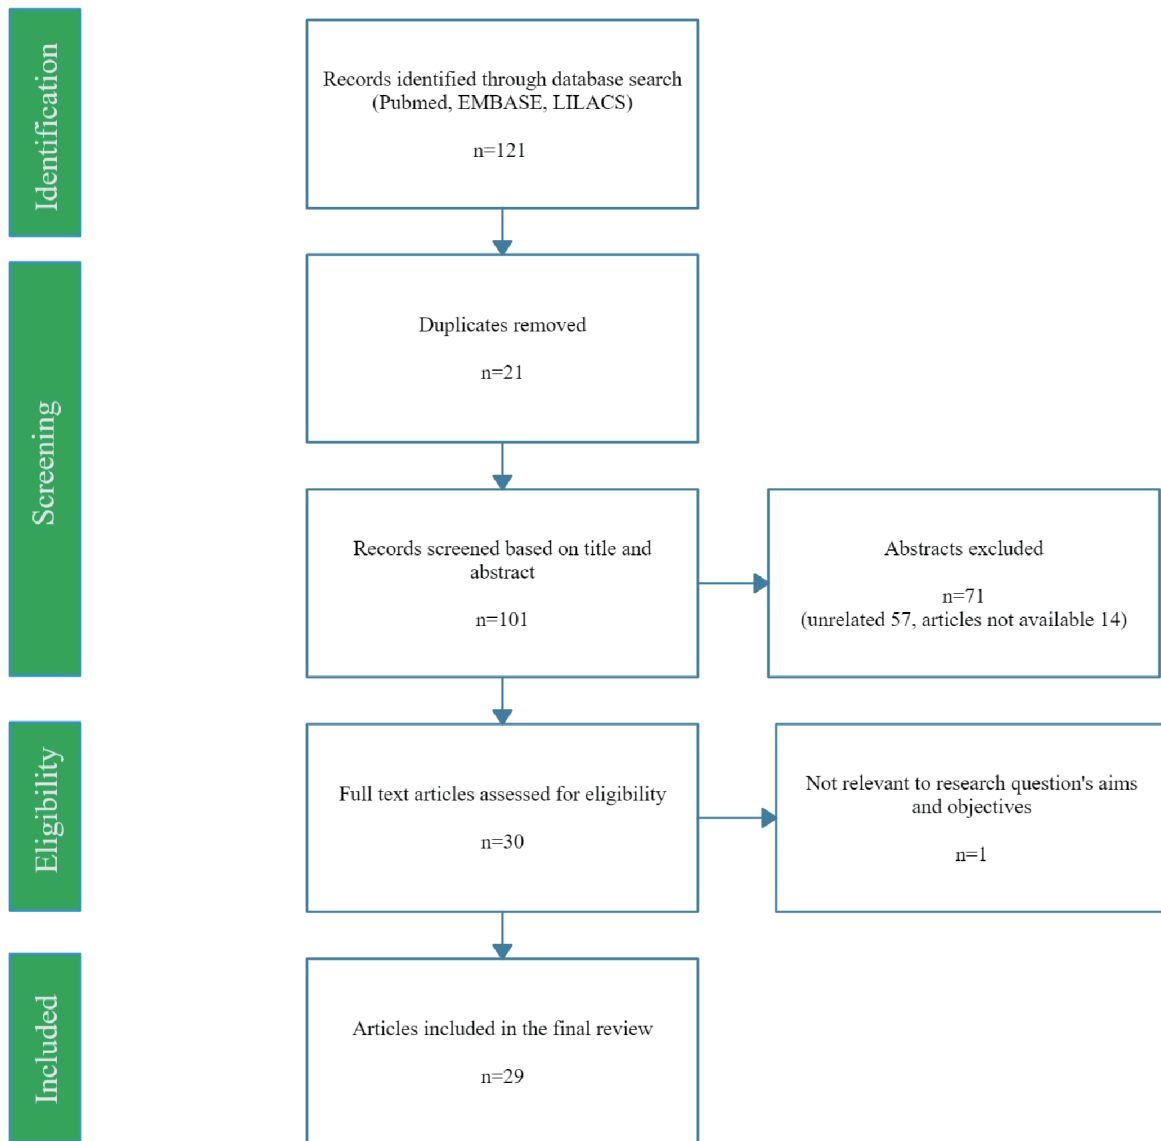 Identification
Records identified through database search
(Pubmed, EMBASE, LILACS)
n=121
Screening
Duplicates removed
n=21
Records screened based on title and
abstract
n=101
Abstracts excluded
n=71
(unrelated 57, articles not available 14)
Eligibility
Full text articles assessed for eligibility
n=30
Not relevant to research question's aims
and objectives
n=1
Included
Articles included in the final review
n=29